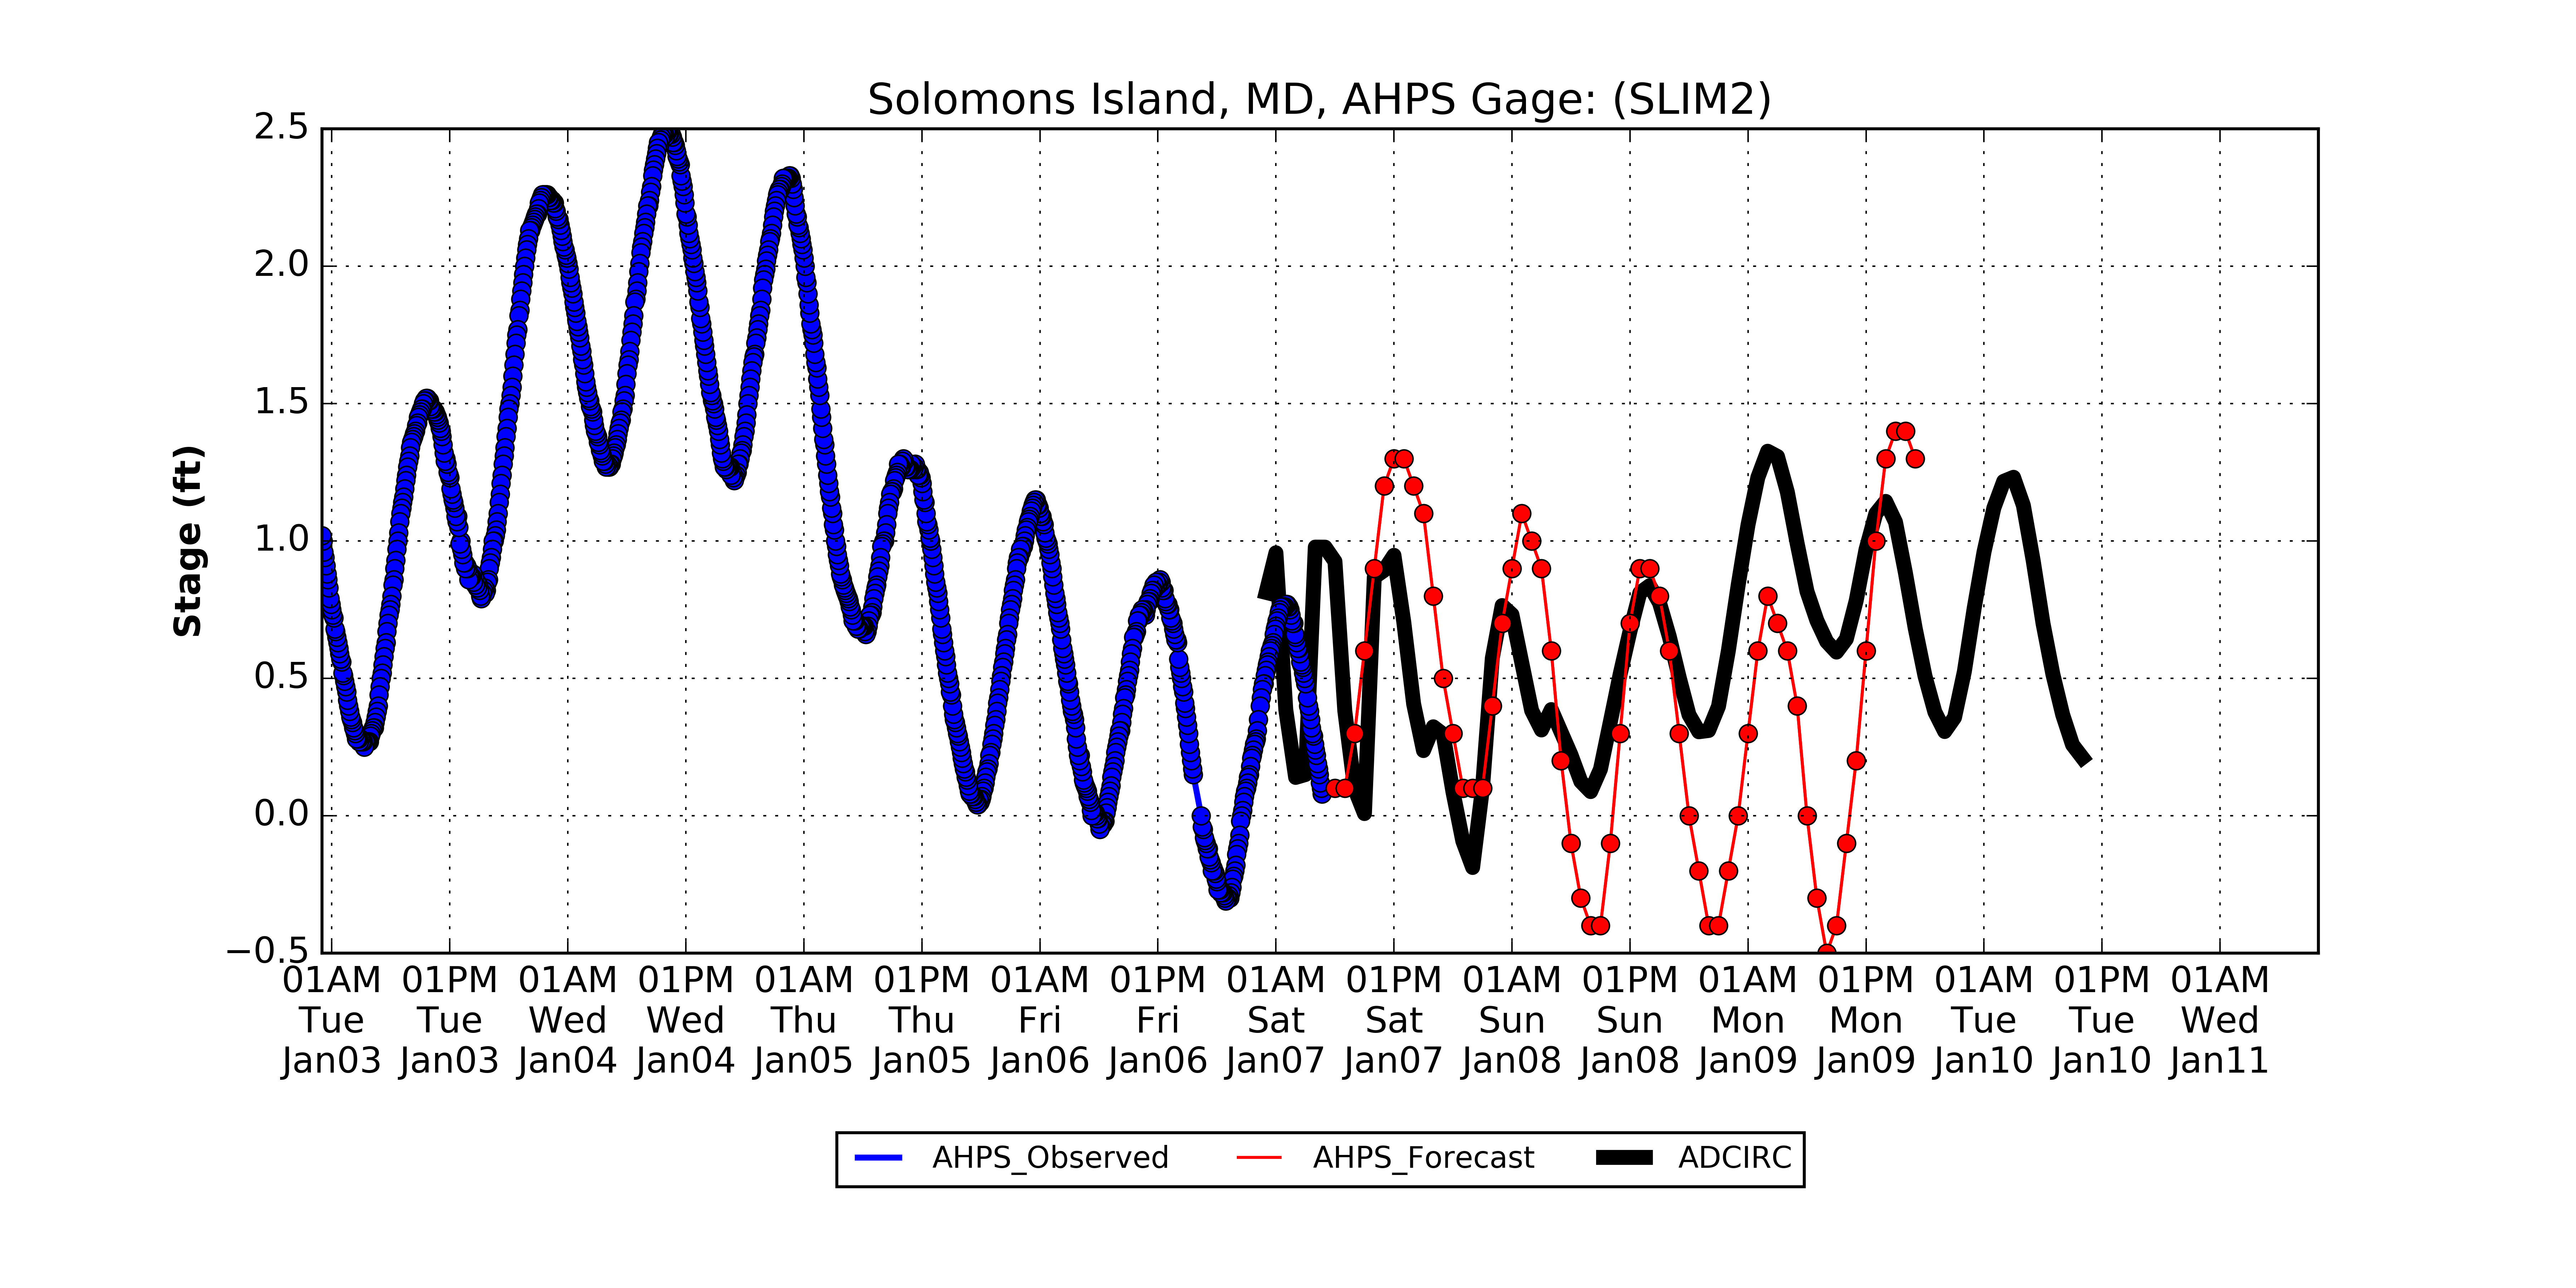 Solomons Island, MD, AHPS Gage: (SLIM2)
Stage (ft)
2.5
2.0
1.5
1.0
0.5
0.0
−0.5
01AM 01PM 01AM 01PM 01AM 01PM 01AM 01PM 01AM 01PM 01AM 01PM 01AM 01PM 01AM 01PM 01AM
Tue Tue Wed Wed Thu Thu Fri Fri Sat Sat Sun Sun Mon Mon Tue Tue Wed
Jan03 Jan03 Jan04 Jan04 Jan05 Jan05 Jan06 Jan06 Jan07 Jan07 Jan08 Jan08 Jan09 Jan09 Jan10 Jan10 Jan11
AHPS_Observed AHPS_Forecast ADCIRC